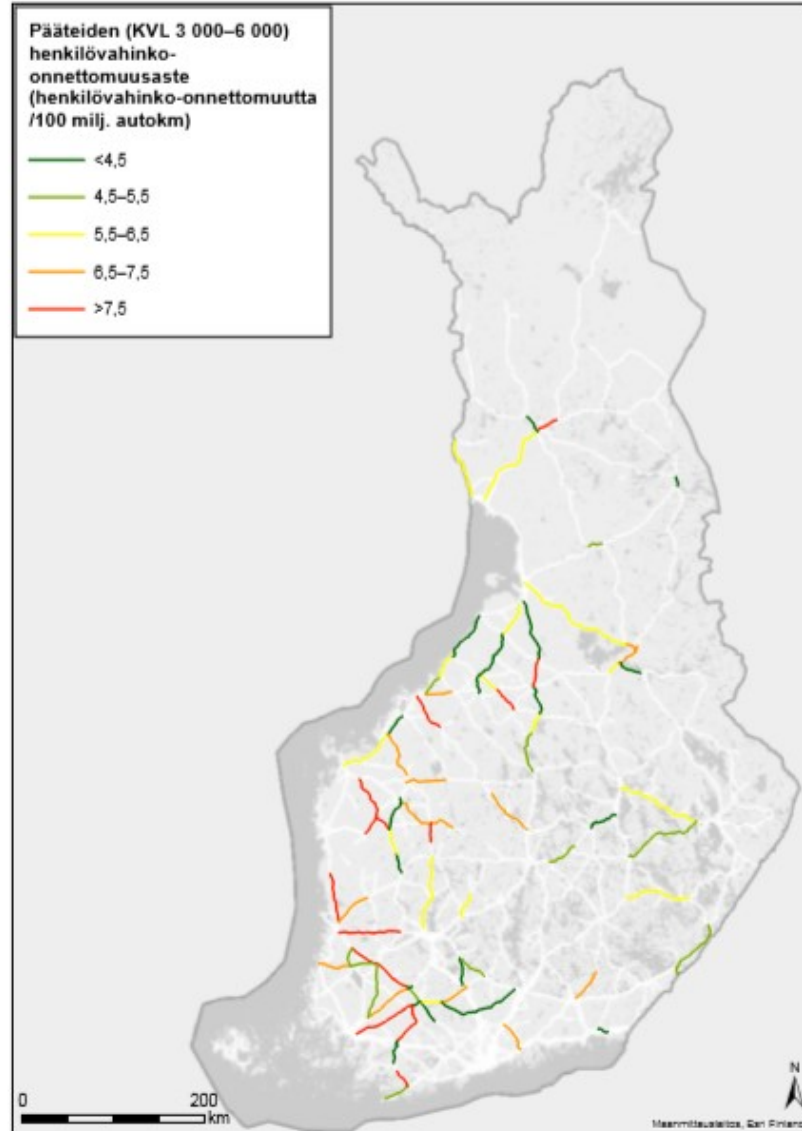 Pääteiden (KVL 3 000–6 000)
henkilövahinko-
onnettomuusaste
(henkilövahinko-onnettomuutta
/100 milj. autokm)
<4,5
4,5–5,5
5,5–6,5
6,5–7,5
>7,5
N
0 200
km
Maanmittauslaitos, Esri Finland